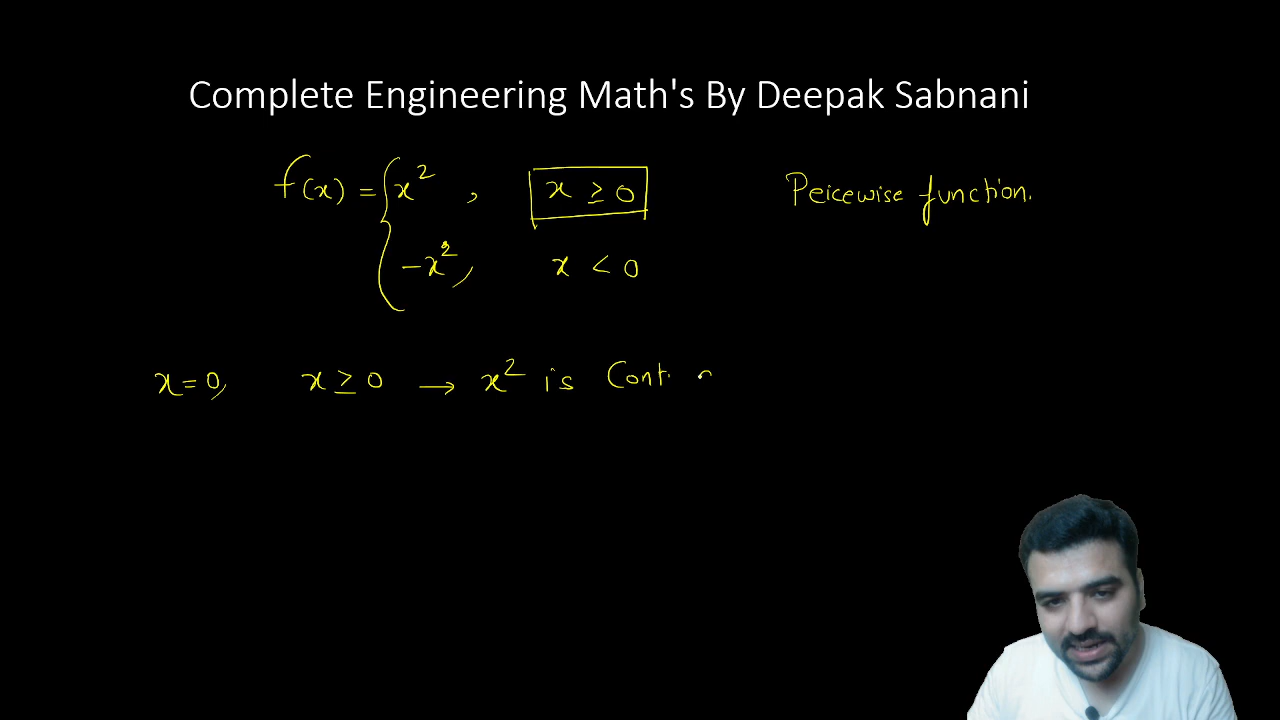 Complete Engineering Math's By Deepak Sabnani
f(x) = { x², x ≥ 0 Peicewise function.
-x², x < 0
x=0, x ≥ 0 → x² is Cont.